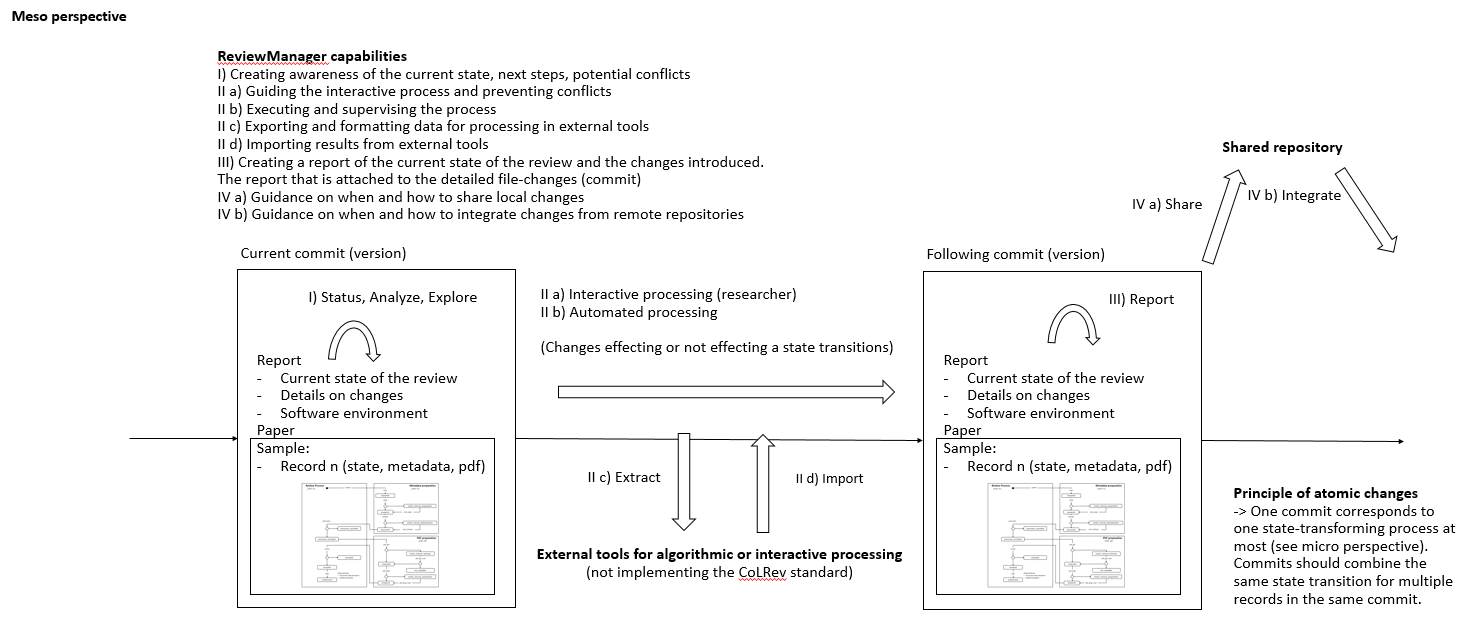 Meso perspective
ReviewManager capabilities
I) Creating awareness of the current state, next steps, potential conflicts
II a) Guiding the interactive process and preventing conflicts
II b) Executing and supervising the process
II c) Exporting and formatting data for processing in external tools
II d) Importing results from external tools
III) Creating a report of the current state of the review and the changes introduced.
The report that is attached to the detailed file-changes (commit)
IV a) Guidance on when and how to share local changes
IV b) Guidance on when and how to integrate changes from remote repositories
Shared repository
IV a) Share
IV b) Integrate
Current commit (version)
I) Status, Analyze, Explore
Report
- Current state of the review
- Details on changes
- Software environment
Paper
Sample:
- Record n (state, metadata, pdf)
II a) Interactive processing (researcher)
II b) Automated processing
(Changes effecting or not effecting a state transitions)
II c) Extract
II d) Import
External tools for algorithmic or interactive processing
(not implementing the CoLRev standard)
Following commit (version)
III) Report
Report
- Current state of the review
- Details on changes
- Software environment
Paper
Sample:
- Record n (state, metadata, pdf)
Principle of atomic changes
-> One commit corresponds to
one state-transforming process at
most (see micro perspective).
Commits should combine the
same state transition for multiple
records in the same commit.